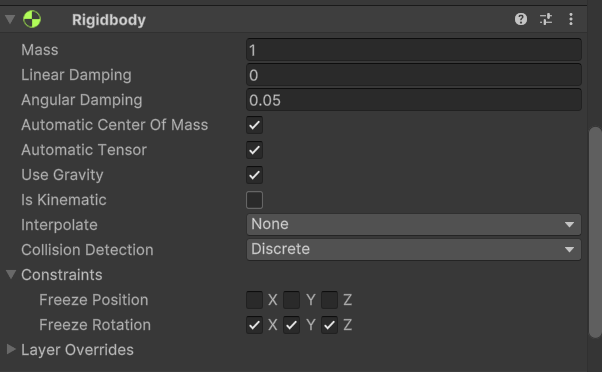 Rigidbody
Mass 1
Linear Damping 0
Angular Damping 0.05
Automatic Center Of Mass
Automatic Tensor
Use Gravity
Is Kinematic
Interpolate None
Collision Detection Discrete
Constraints
Freeze Position X Y Z
Freeze Rotation X Y Z
Layer Overrides